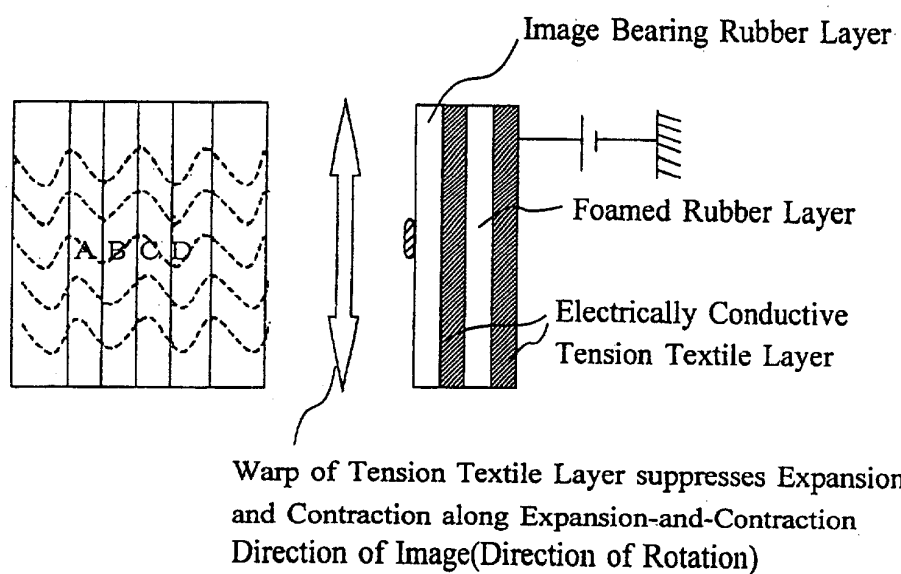 Image Bearing Rubber Layer
A B C D
Foamed Rubber Layer
Electrically Conductive
Tension Textile Layer
Warp of Tension Textile Layer suppresses Expansion
and Contraction along Expansion-and-Contraction
Direction of Image(Direction of Rotation)